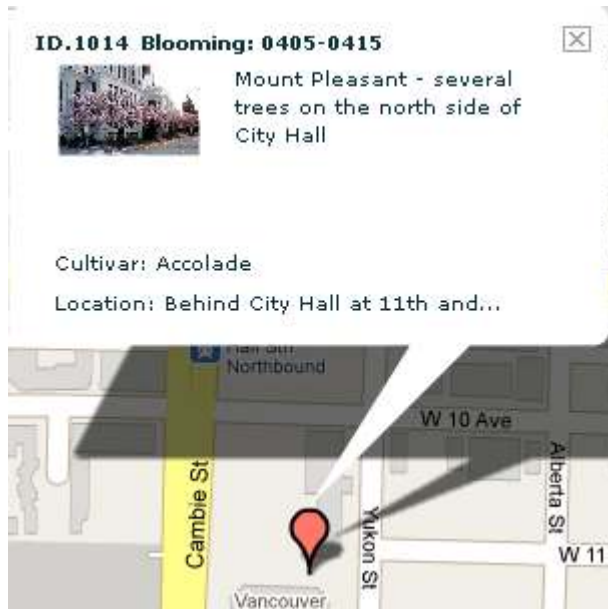 ID.1014 Blooming: 0405-0415
Mount Pleasant - several
trees on the north side of
City Hall
Cultivar: Accolade
Location: Behind City Hall at 11th and...
Northbound
W 10 Ave
Cambie St
Alberta St
Yukon St
W 11
Vancouver